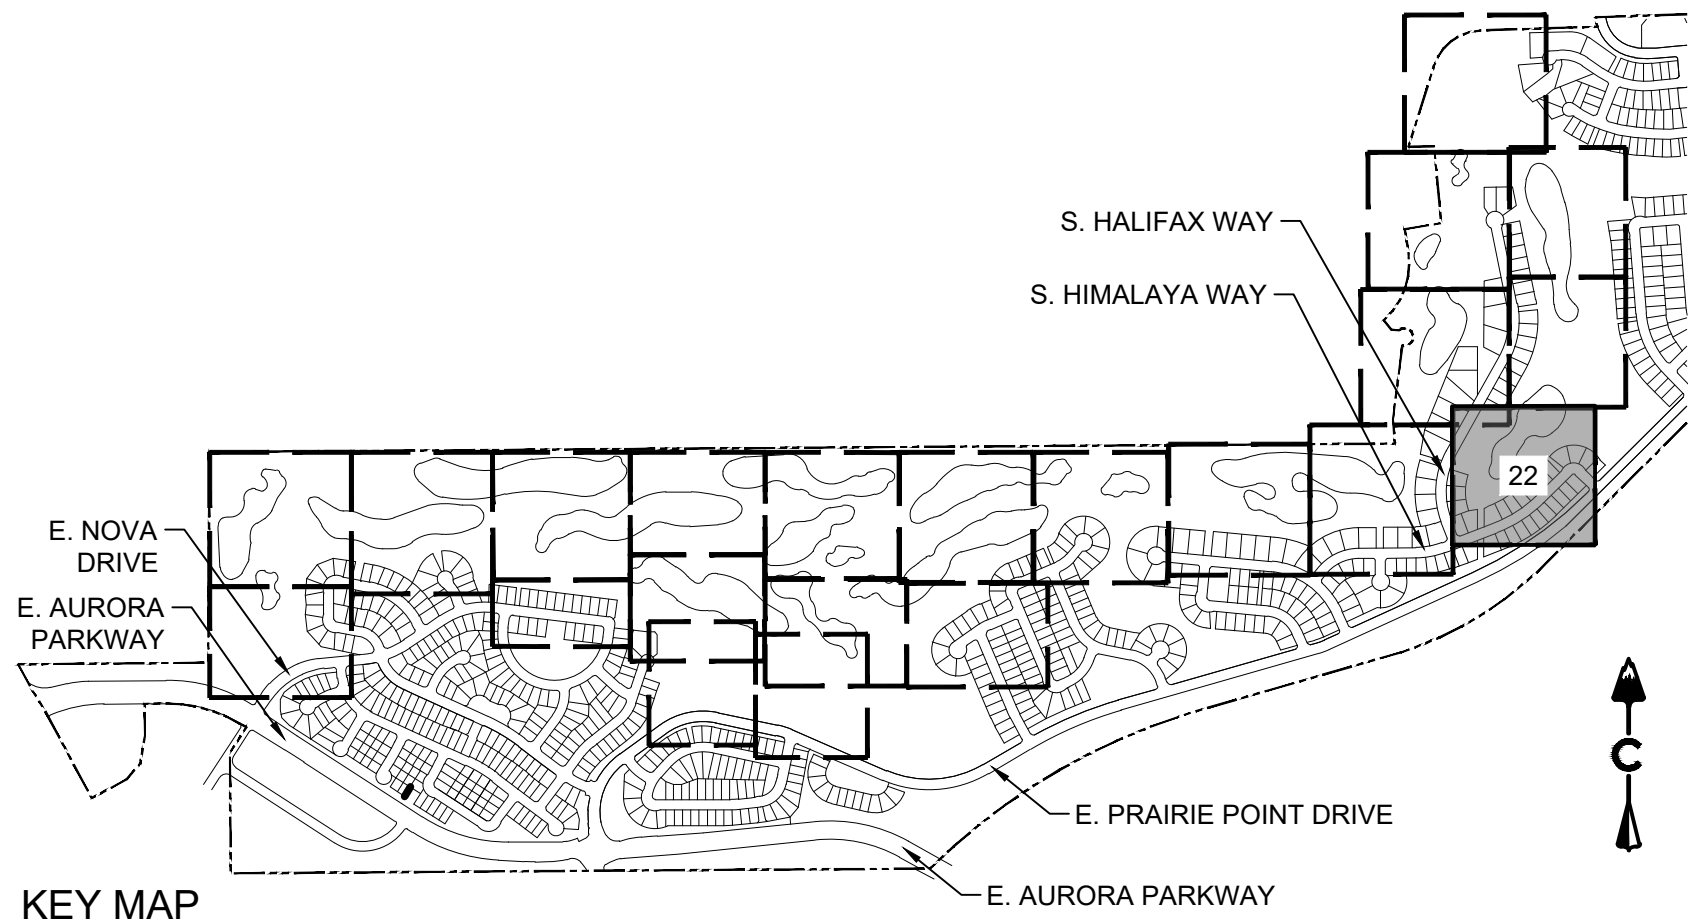 S. HALIFAX WAY
S. HIMALAYA WAY
22
E. NOVA
DRIVE
E. AURORA
PARKWAY
E. PRAIRIE POINT DRIVE
E. AURORA PARKWAY
KEY MAP